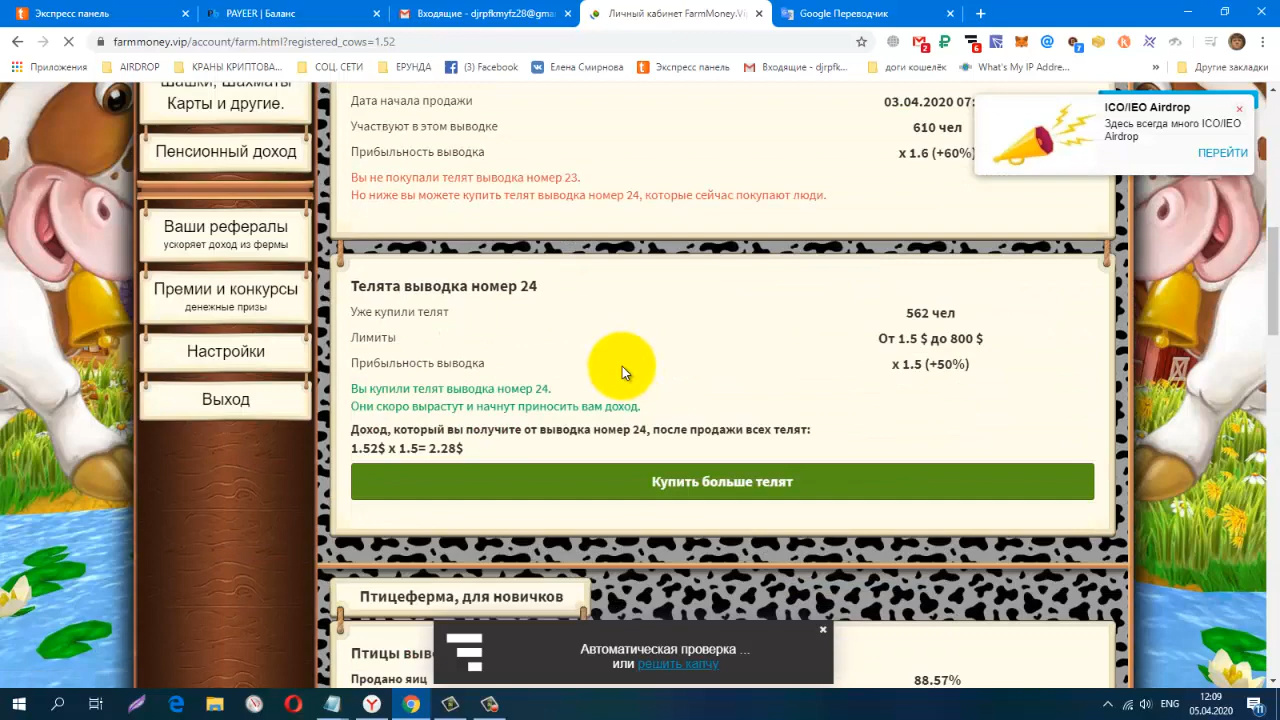 Экспресс панель
PAYEER | Баланс
Входящие - djrpfkmyfz28@gma
Личный кабинет FarmMoney.Vi
Google Переводчик
farmmoney.vip/account/farm.html?registered_cows=1.52
2
6
7
Приложения
AIRDROP
КРАНЫ КРИПТОВА...
СОЦ. СЕТИ
ЕРУНДА
(3) Facebook
Елена Смирнова
Экспресс панель
Входящие - djrpfk...
доги кошелёк
What's My IP Addre...
»
Другие закладки
Шашки, Шахматы
Карты и другие.
Пенсионный доход
Ваши рефералы
ускоряет доход из фермы
Премии и конкурсы
денежные призы
Настройки
Выход
Дата начала продажи
03.04.2020 07:
Участвуют в этом выводке
610 чел
Прибыльность выводка
x 1.6 (+60%)
Вы не покупали телят выводка номер 23.
Но ниже вы можете купить телят выводка номер 24, которые сейчас покупают люди.
ICO/IEO Airdrop
Здесь всегда много ICO/IEO
Airdrop
ПЕРЕЙТИ
Телята выводка номер 24
Уже купили телят
562 чел
Лимиты
От 1.5 $ до 800 $
Прибыльность выводка
x 1.5 (+50%)
Вы купили телят выводка номер 24.
Они скоро вырастут и начнут приносить вам доход.
Доход, который вы получите от выводка номер 24, после продажи всех телят:
1.52$ x 1.5= 2.28$
Купить больше телят
Птицеферма, для новичков
Птицы выв
Продано яиц
88.57%
Автоматическая проверка ...
или решить капчу
ENG
12:09
05.04.2020
11